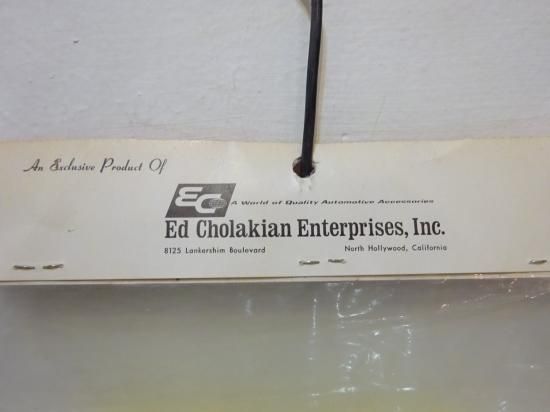 An Exclusive Product Of
EC A World of Quality Automotive Accessories
Ed Cholakian Enterprises, Inc.
8125 Lankershim Boulevard North Hollywood, California